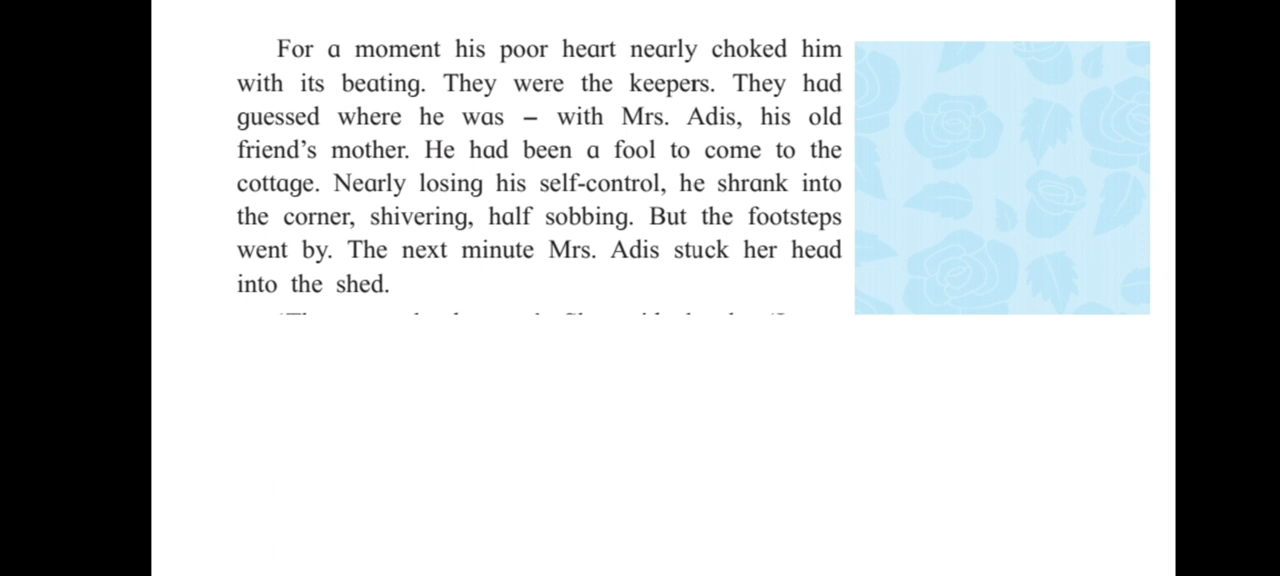 For a moment his poor heart nearly choked him
with its beating. They were the keepers. They had
guessed where he was – with Mrs. Adis, his old
friend’s mother. He had been a fool to come to the
cottage. Nearly losing his self-control, he shrank into
the corner, shivering, half sobbing. But the footsteps
went by. The next minute Mrs. Adis stuck her head
into the shed.